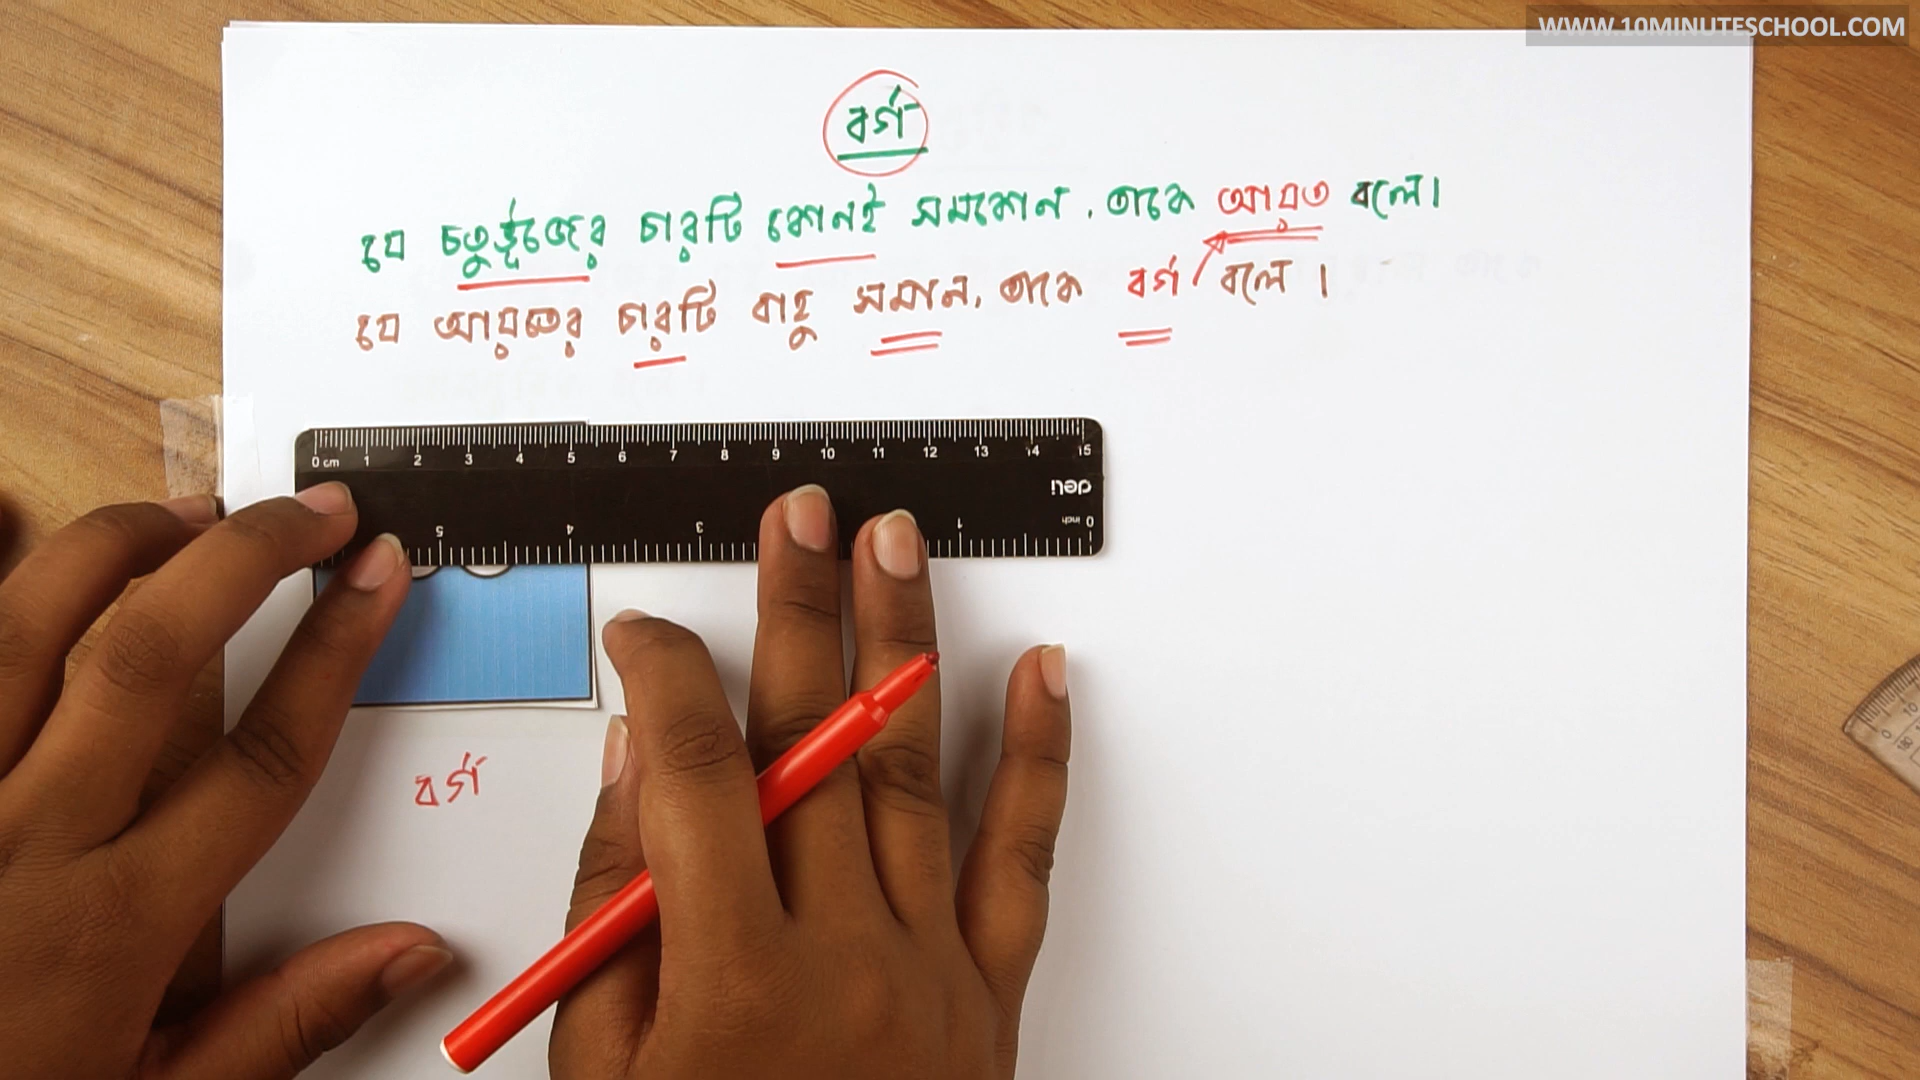 WWW.10MINUTESCHOOL.COM
বর্গ
যে চতুর্ভূজের চারটি কোনই সমকোন, তাকে আয়ত বলে।
যে আয়তের চারটি বাহু সমান, তাকে বর্গ বলে।
0 cm 1 2 3 4 5 6 7 8 9 10 11 12 13 14 15
deli
5 4 3 1 inch 0
বর্গ